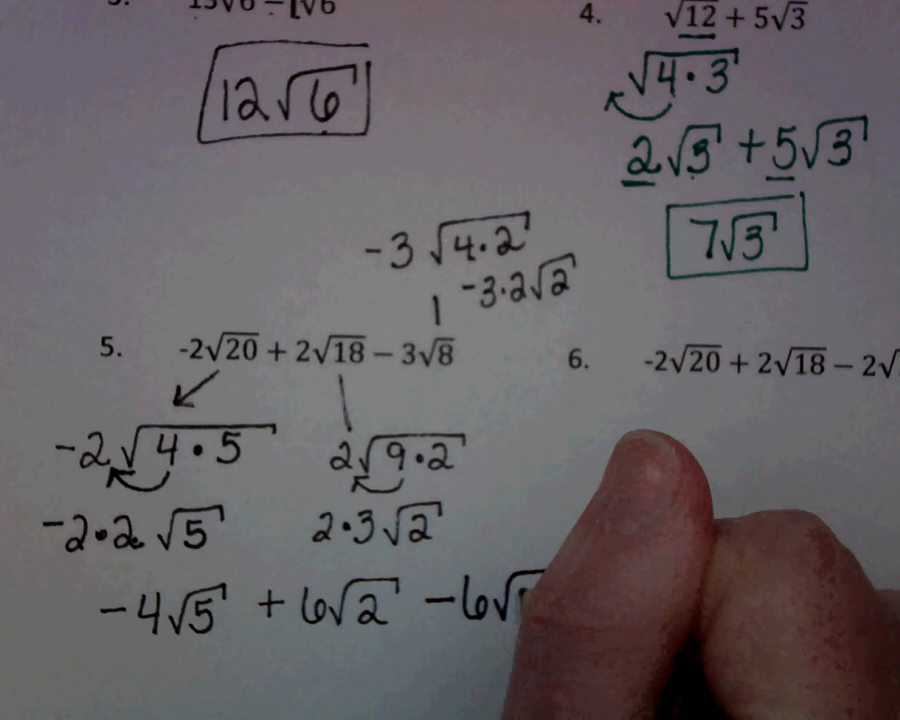 12√6
4. √12 + 5√3
√4・3
2√3 + 5√3
7√3
-3 √4・2
-3・2√2
5. -2√20 + 2√18 − 3√8
-2√4・5
2√9・2
-2・2 √5
2・3√2
-4√5 + 6√2 -6√
6. -2√20 + 2√18 − 2√